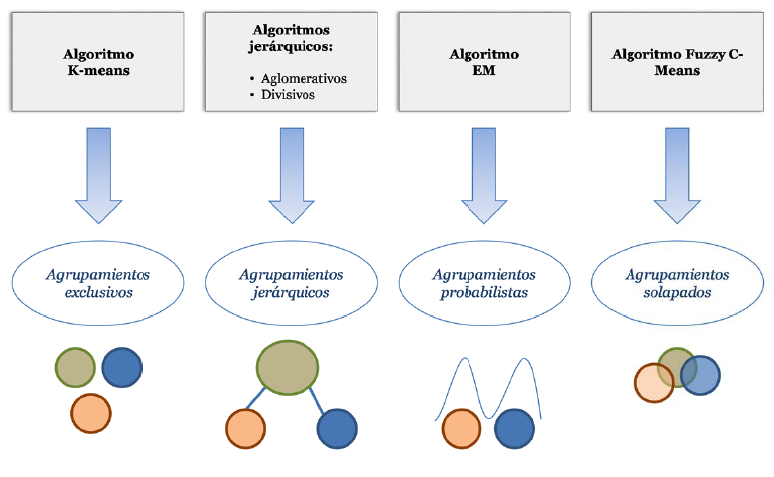 Algoritmo
K-means
Algoritmos
jerárquicos:
• Aglomerativos
• Divisivos
Algoritmo
EM
Algoritmo Fuzzy C-
Means
Agrupamientos
exclusivos
Agrupamientos
jerárquicos
Agrupamientos
probabilistas
Agrupamientos
solapados